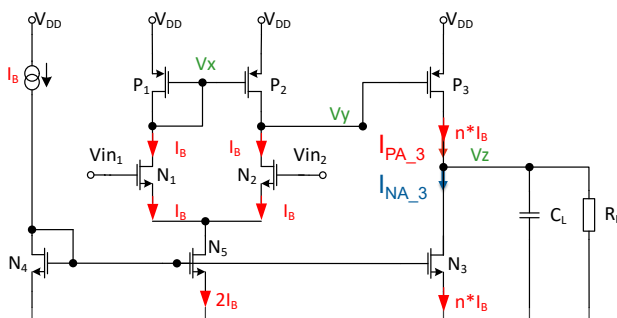 VDD
VDD
VDD
VDD
IB
Vx
P1
P2
P3
Vy
n*IB
IPA_3
Vz
IB
IB
Vin1
Vin2
N1
N2
INA_3
IB
IB
CL
N4
N5
N3
2IB
n*IB